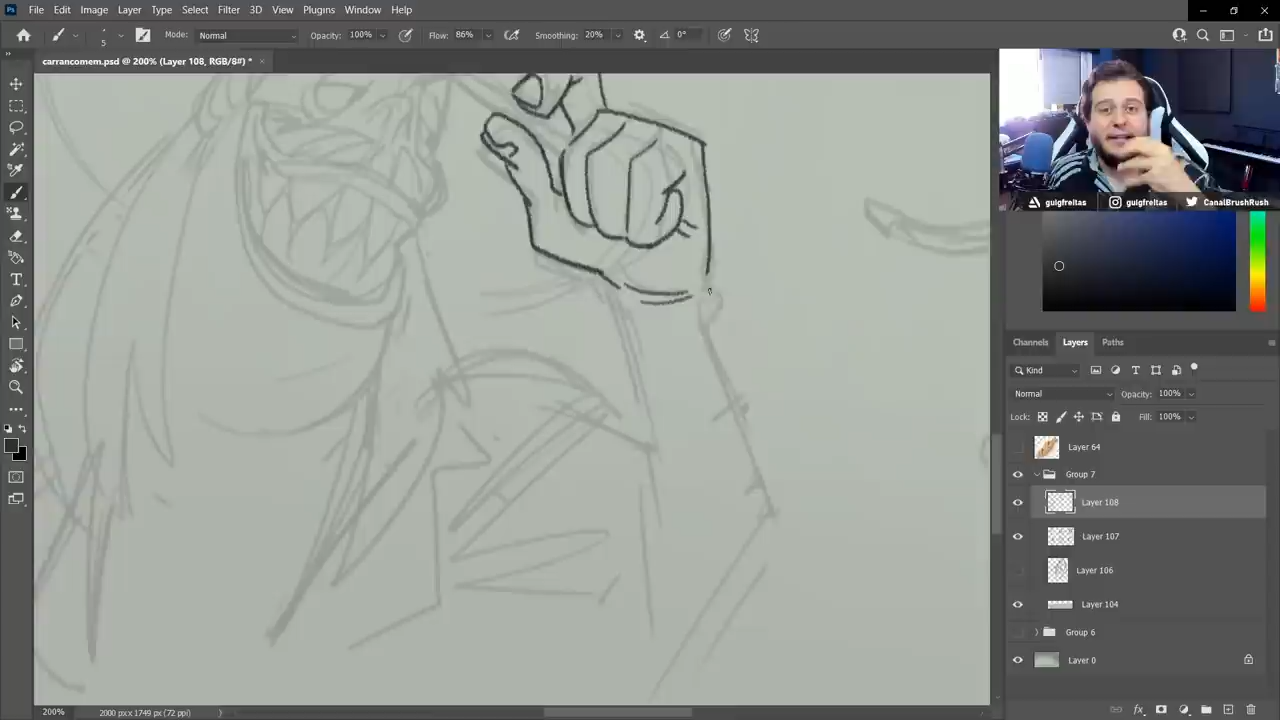 Ps File Edit Image Layer Type Select Filter 3D View Plugins Window Help
5 Mode: Normal Opacity: 100% Flow: 86% Smoothing: 20% 0°
carrancomem.psd @ 200% (Layer 108, RGB/8#) *
guigfreitas guigfreitas CanalBrushRush
Channels Layers Paths
Kind
Normal Opacity: 100%
Lock: Fill: 100%
Layer 64
Group 7
Layer 108
Layer 107
Layer 106
Layer 104
Group 6
Layer 0
200% 2000 px x 1749 px (72 ppi)